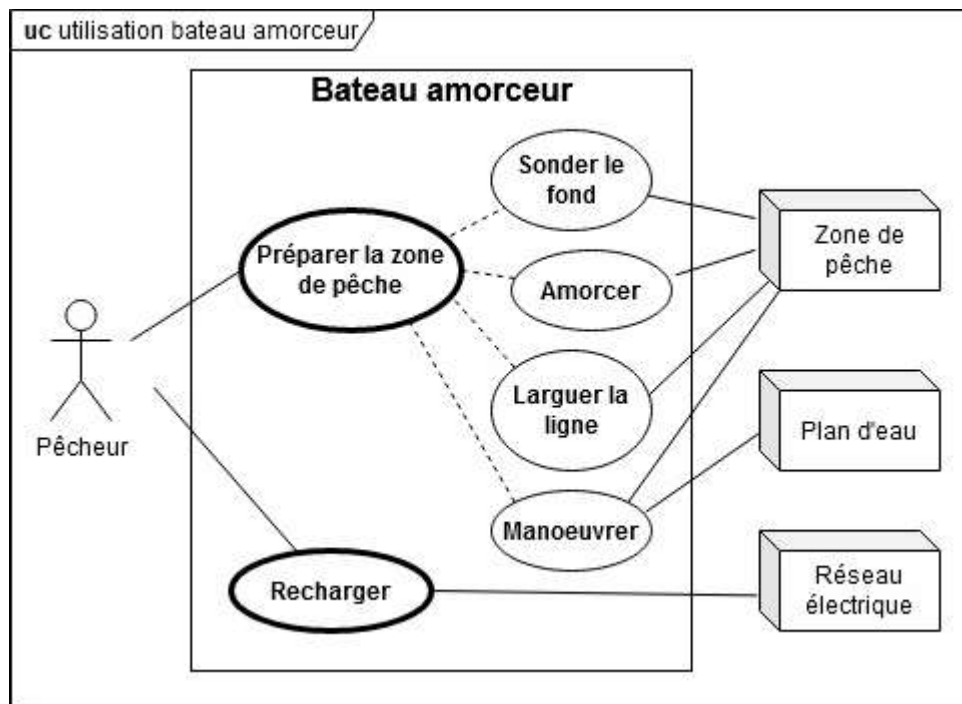 uc utilisation bateau amorceur
Bateau amorceur
Sonder le
fond
Préparer la zone
de pêche
Zone de
pêche
Amorcer
Larguer la
ligne
Plan d'eau
Pêcheur
Manoeuvrer
Recharger
Réseau
électrique